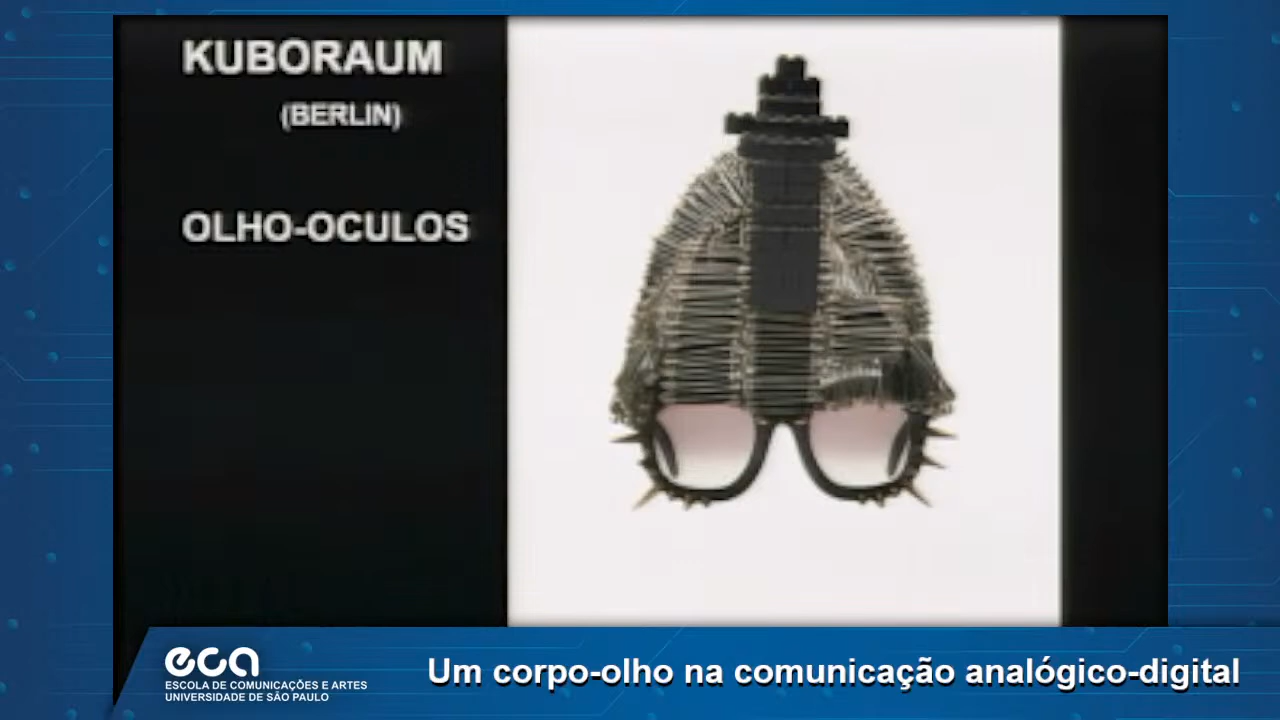 KUBORAUM
(BERLIN)
OLHO-OCULOS
eca
ESCOLA DE COMUNICAÇÕES E ARTES
UNIVERSIDADE DE SÃO PAULO
Um corpo-olho na comunicação analógico-digital